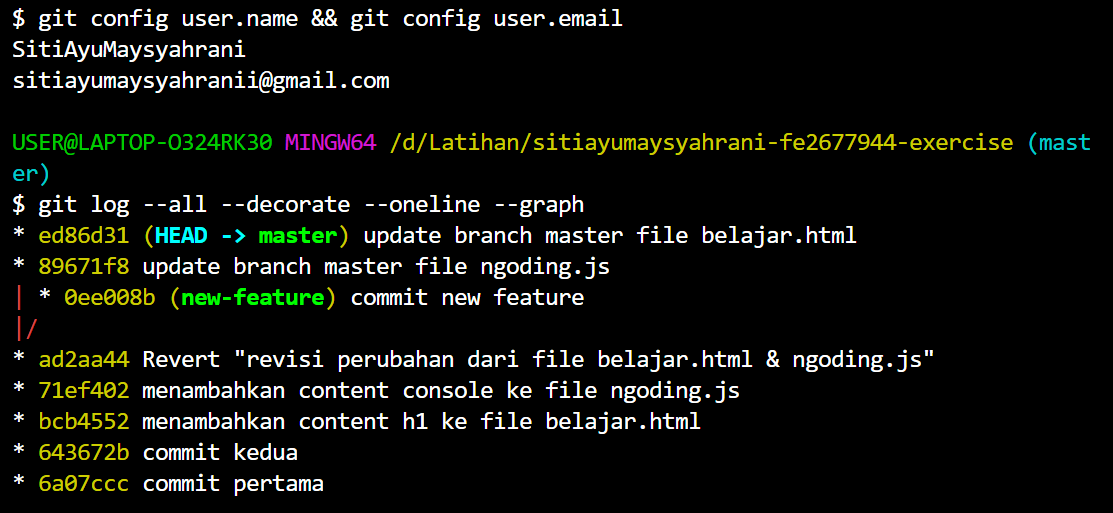 $ git config user.name && git config user.email
SitiAyuMaysyahrani
sitiayumaysyahranii@gmail.com
USER@LAPTOP-O324RK30 MINGW64 /d/Latihan/sitiayumaysyahrani-fe2677944-exercise (mast
er)
$ git log --all --decorate --oneline --graph
* ed86d31 (HEAD -> master) update branch master file belajar.html
* 89671f8 update branch master file ngoding.js
| * 0ee008b (new-feature) commit new feature
|/
* ad2aa44 Revert "revisi perubahan dari file belajar.html & ngoding.js"
* 71ef402 menambahkan content console ke file ngoding.js
* bcb4552 menambahkan content h1 ke file belajar.html
* 643672b commit kedua
* 6a07ccc commit pertama